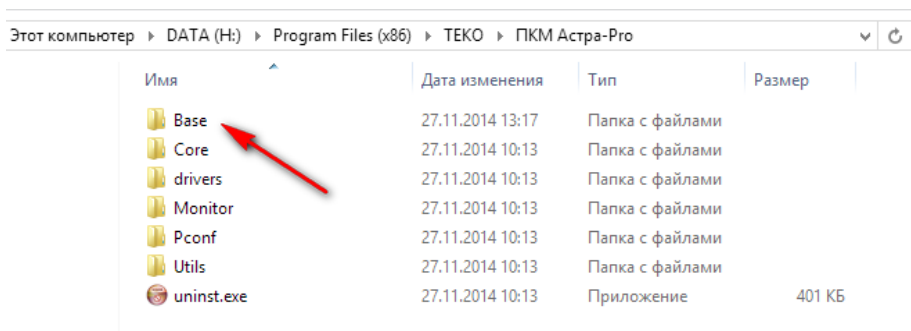 Этот компьютер ▸ DATA (H:) ▸ Program Files (x86) ▸ ТЕКО ▸ ПКМ Астра-Pro
Имя Дата изменения Тип Размер
Base 27.11.2014 13:17 Папка с файлами
Core 27.11.2014 10:13 Папка с файлами
drivers 27.11.2014 10:13 Папка с файлами
Monitor 27.11.2014 10:13 Папка с файлами
Pconf 27.11.2014 10:13 Папка с файлами
Utils 27.11.2014 10:13 Папка с файлами
uninst.exe 27.11.2014 10:13 Приложение 401 КБ